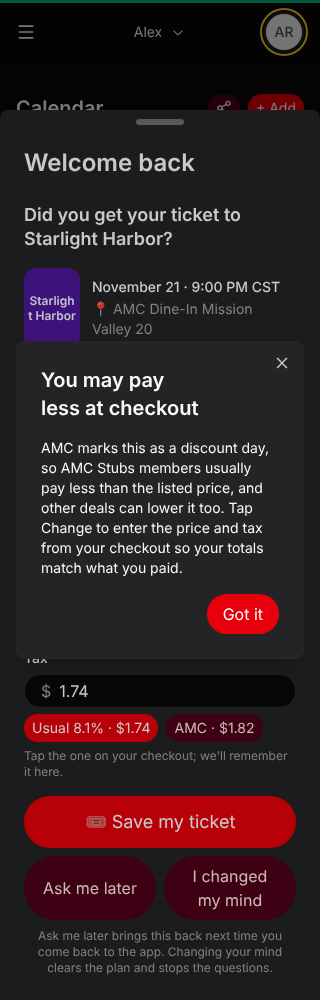 Alex
AR
Calendar
+ Add
Welcome back
Did you get your ticket to
Starlight Harbor?
Starligh
t Harbor
November 21 · 9:00 PM CST
📍 AMC Dine-In Mission
Valley 20
You may pay
less at checkout
AMC marks this as a discount day,
so AMC Stubs members usually
pay less than the listed price, and
other deals can lower it too. Tap
Change to enter the price and tax
from your checkout so your totals
match what you paid.
Got it
Tax
$ 1.74
Usual 8.1% · $1.74
AMC · $1.82
Tap the one on your checkout; we'll remember
it here.
🎟️ Save my ticket
Ask me later
I changed
my mind
Ask me later brings this back next time you
come back to the app. Changing your mind
clears the plan and stops the questions.